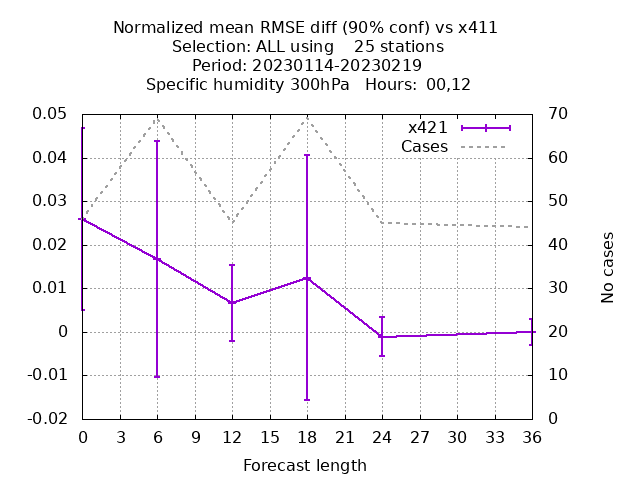 Normalized mean RMSE diff (90% conf) vs x411
Selection: ALL using    25 stations
Period: 20230114-20230219
Specific humidity 300hPa   Hours: 00,12
x421
Cases
0.05
0.04
0.03
0.02
0.01
0
-0.01
-0.02
70
60
50
40
30
20
10
0
No cases
0 3 6 9 12 15 18 21 24 27 30 33 36
Forecast length